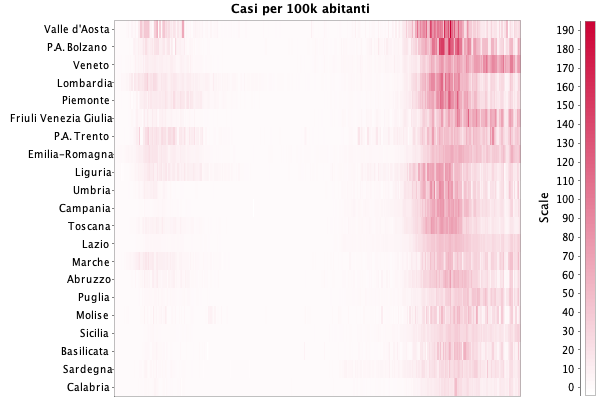 Casi per 100k abitanti
Valle d'Aosta
P.A. Bolzano
Veneto
Lombardia
Piemonte
Friuli Venezia Giulia
P.A. Trento
Emilia-Romagna
Liguria
Umbria
Campania
Toscana
Lazio
Marche
Abruzzo
Puglia
Molise
Sicilia
Basilicata
Sardegna
Calabria
Scale
190
180
170
160
150
140
130
120
110
100
90
80
70
60
50
40
30
20
10
0